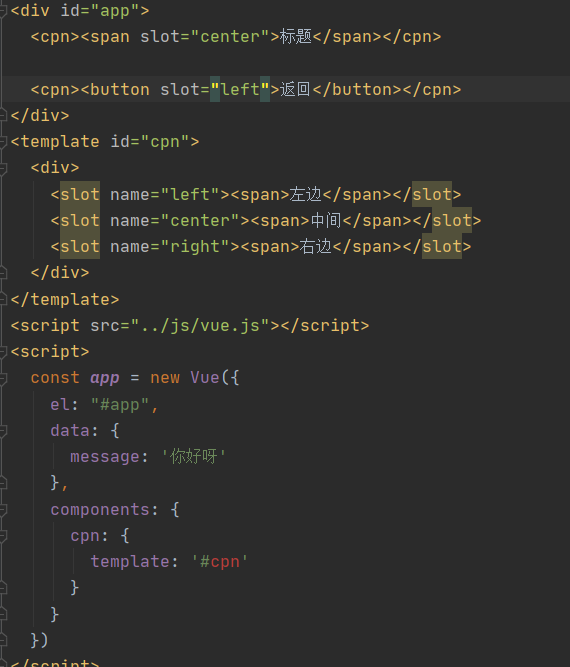 <div id="app">
  <cpn><span slot="center">标题</span></cpn>
  <cpn><button slot="left">返回</button></cpn>
</div>
<template id="cpn">
  <div>
    <slot name="left"><span>左边</span></slot>
    <slot name="center"><span>中间</span></slot>
    <slot name="right"><span>右边</span></slot>
  </div>
</template>
<script src="../js/vue.js"></script>
<script>
  const app = new Vue({
    el: "#app",
    data: {
      message: '你好呀'
    },
    components: {
      cpn: {
        template: '#cpn'
      }
    }
  })
</script>